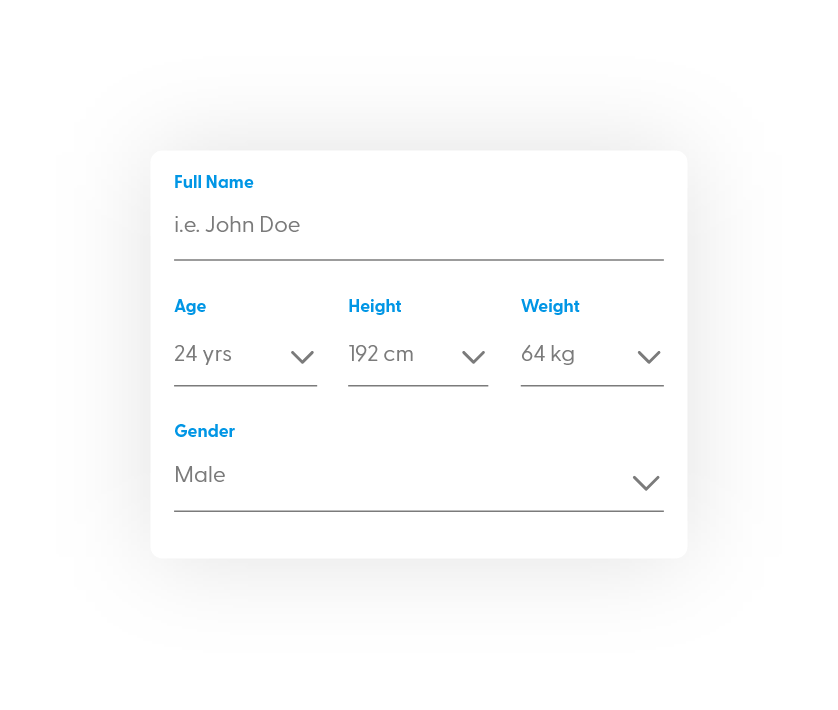 Full Name
i.e. John Doe
Age Height Weight
24 yrs 192 cm 64 kg
Gender
Male